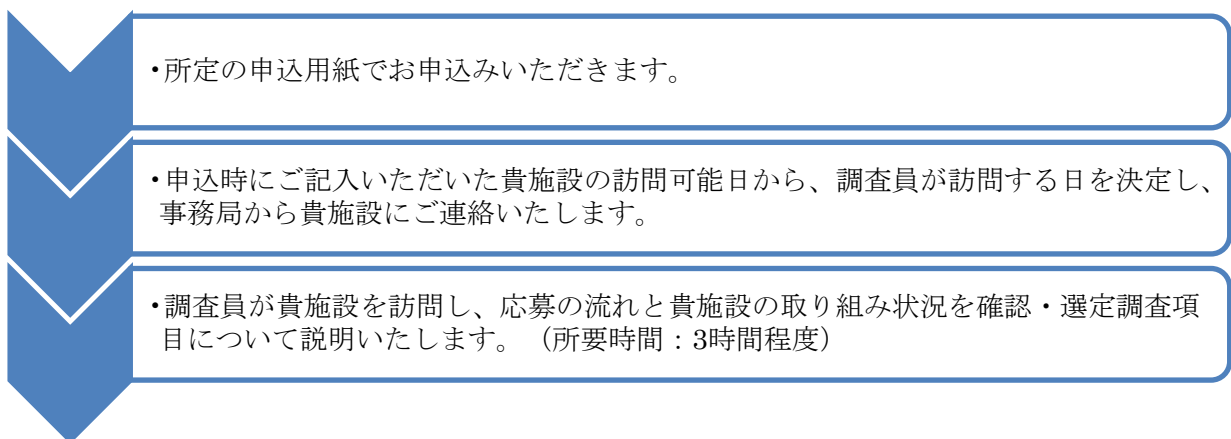 ・所定の申込用紙でお申込みいただきます。
・申込時にご記入いただいた貴施設の訪問可能日から、調査員が訪問する日を決定し、
事務局から貴施設にご連絡いたします。
・調査員が貴施設を訪問し、応募の流れと貴施設の取り組み状況を確認・選定調査項
目について説明いたします。（所要時間：3時間程度）